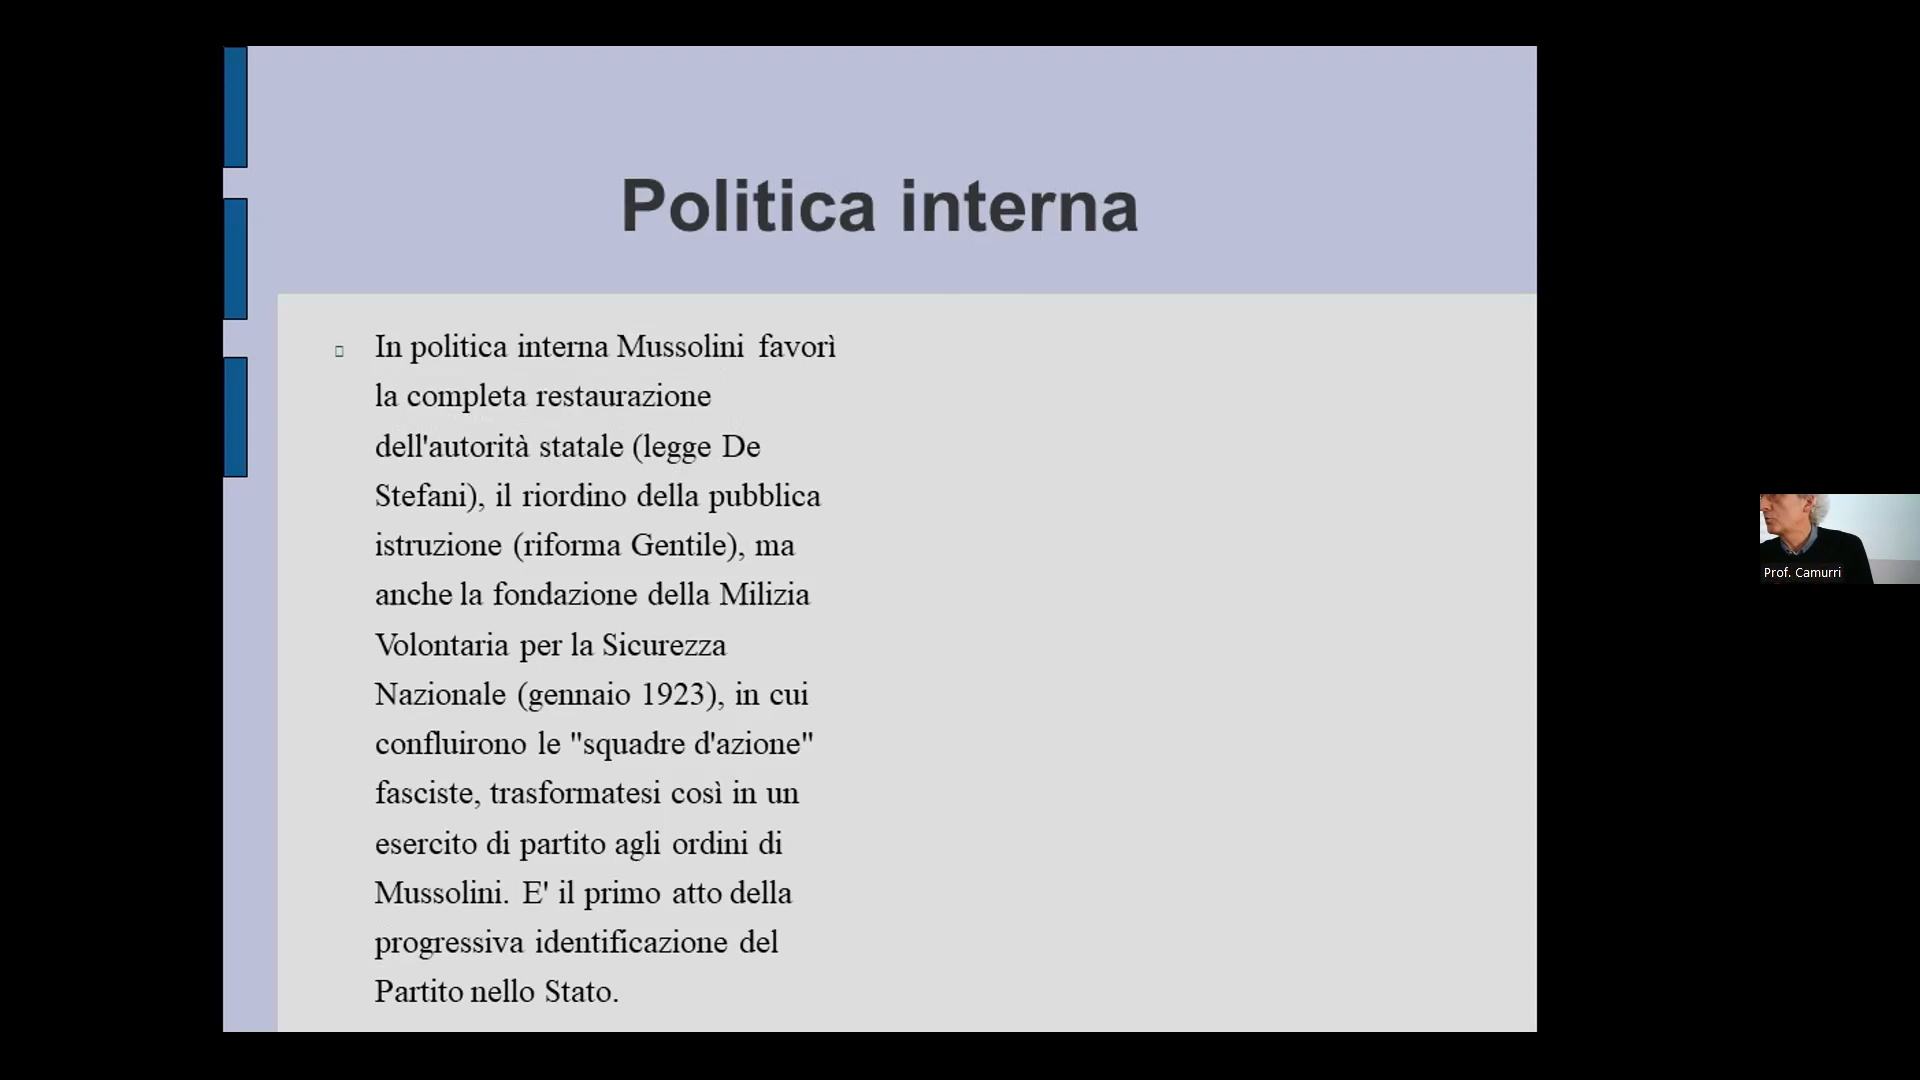 Politica interna
In politica interna Mussolini favorì
la completa restaurazione
dell'autorità statale (legge De
Stefani), il riordino della pubblica
istruzione (riforma Gentile), ma
anche la fondazione della Milizia
Volontaria per la Sicurezza
Nazionale (gennaio 1923), in cui
confluirono le "squadre d'azione"
fasciste, trasformatesi così in un
esercito di partito agli ordini di
Mussolini. E' il primo atto della
progressiva identificazione del
Partito nello Stato.
Prof. Camurri